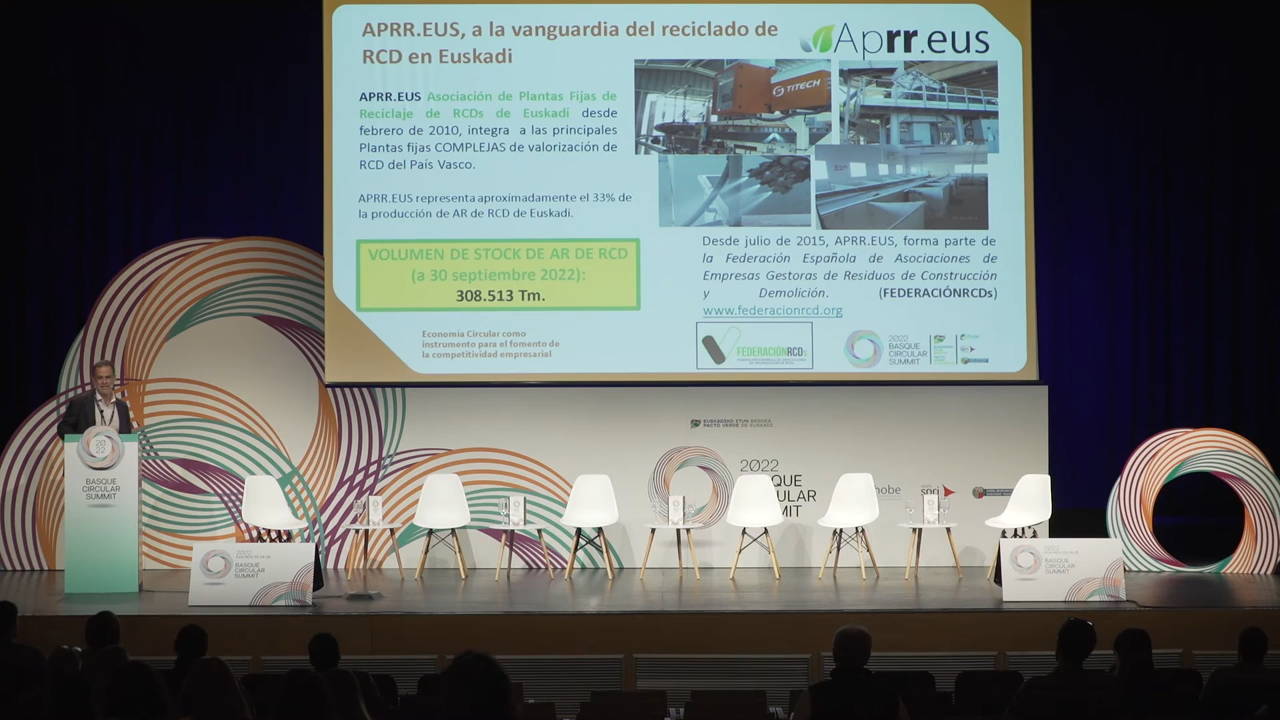 APRR.EUS, a la vanguardia del reciclado de
RCD en Euskadi
Aprr.eus
TITECH
APRR.EUS Asociación de Plantas Fijas de
Reciclaje de RCDs de Euskadi desde
febrero de 2010, integra a las principales
Plantas fijas COMPLEJAS de valorización de
RCD del País Vasco.
APRR.EUS representa aproximadamente el 33% de
la producción de AR de RCD de Euskadi.
VOLUMEN DE STOCK DE AR DE RCD
(a 30 septiembre 2022):
308.513 Tm.
Desde julio de 2015, APRR.EUS, forma parte de
la Federación Española de Asociaciones de
Empresas Gestoras de Residuos de Construcción
y Demolición. (FEDERACIÓNRCDs)
www.federacionrcd.org
Economía Circular como
instrumento para el fomento de
la competitividad empresarial
FEDERACIÓNRCDs
2022
BASQUE
CIRCULAR
SUMMIT
EUSKADIKO ITUN BERDEA
PACTO VERDE DE EUSKADI
2022
BASQUE
CIRCULAR
SUMMIT
20
22
BASQUE
CIRCULAR
SUMMIT
BASQUE
CIRCULAR
SUMMIT
BASQUE
CIRCULAR
SUMMIT